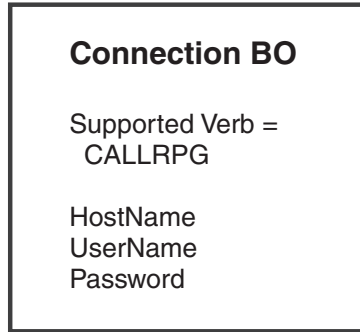 Connection BO
Supported Verb =
CALLRPG
HostName
UserName
Password